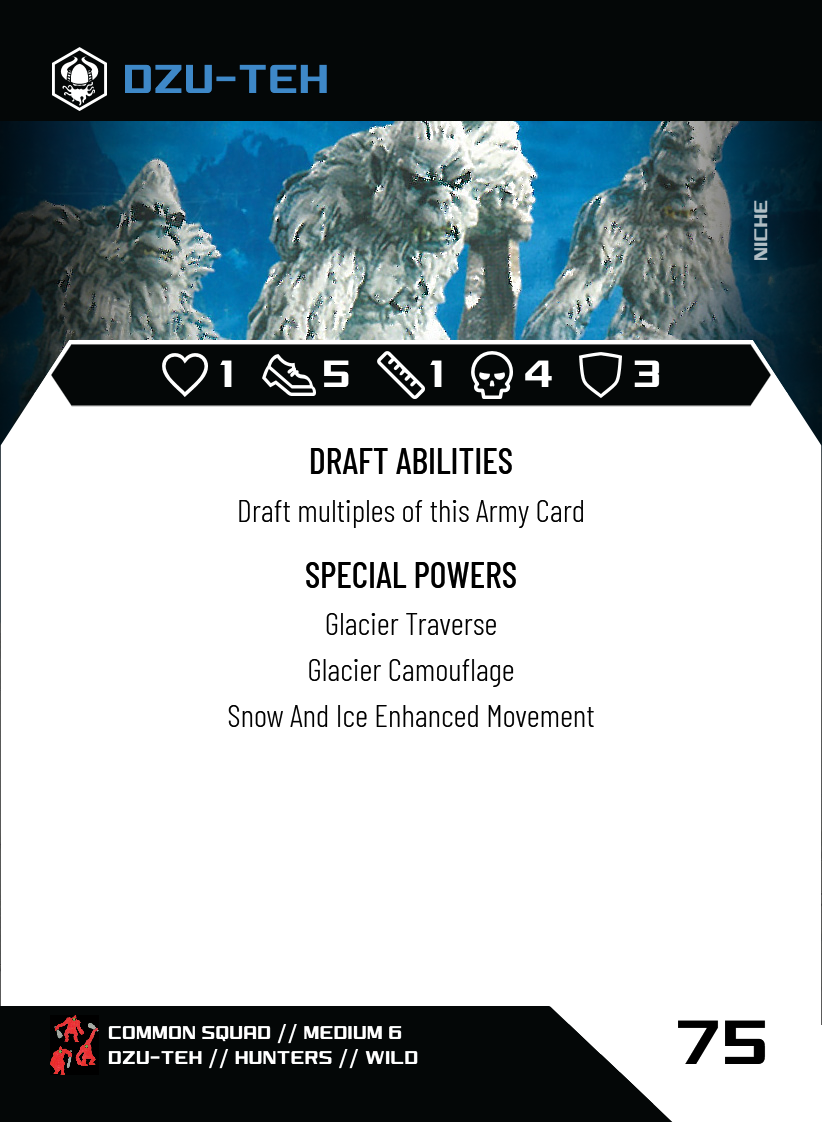 DZU-TEH
NICHE
1 5 1 4 3
DRAFT ABILITIES
Draft multiples of this Army Card
SPECIAL POWERS
Glacier Traverse
Glacier Camouflage
Snow And Ice Enhanced Movement
COMMON SQUAD // MEDIUM 6
DZU-TEH // HUNTERS // WILD
75